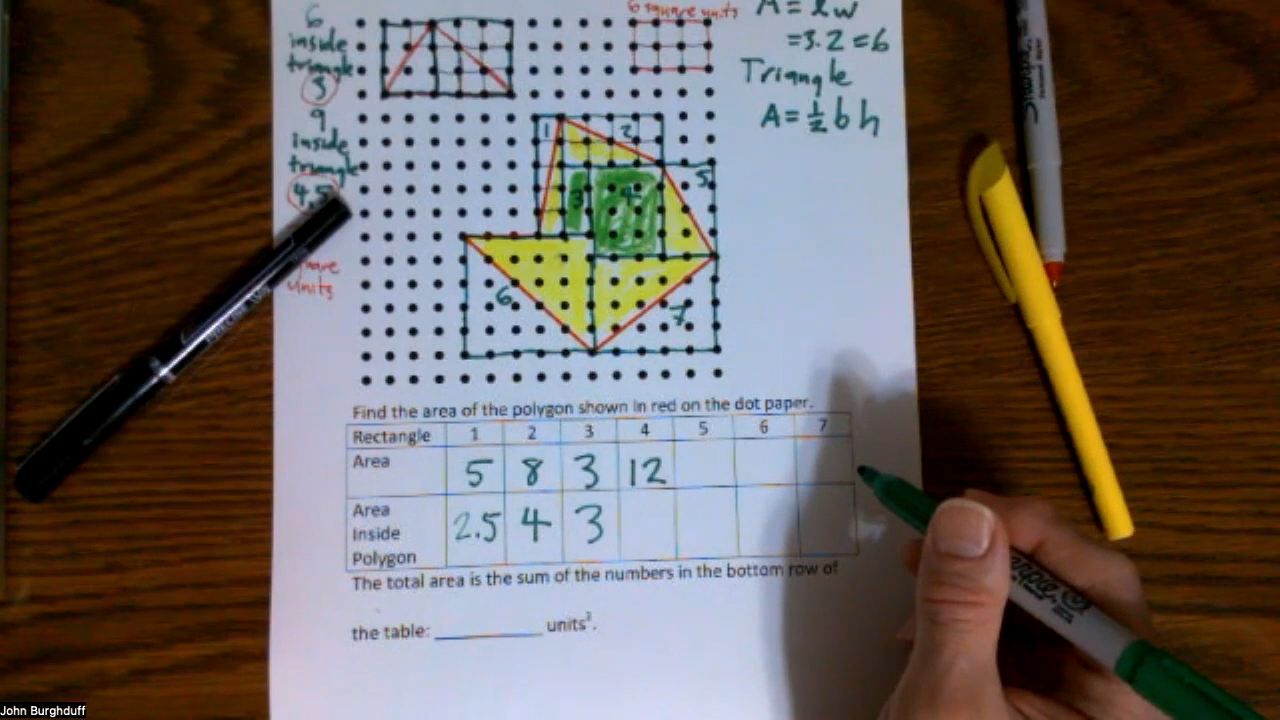 6
inside
triangle
3
9
inside
triangle
4.5
square
units
6 square units
A = l w
=3.2=6
Triangle
A=½bh
1
2
3
4
5
6
7
Find the area of the polygon shown in red on the dot paper.
Rectangle 1 2 3 4 5 6 7
Area 5 8 3 12
Area Inside Polygon 2.5 4 3
The total area is the sum of the numbers in the bottom row of
the table: __________ units².
Sharpie
John Burghduff